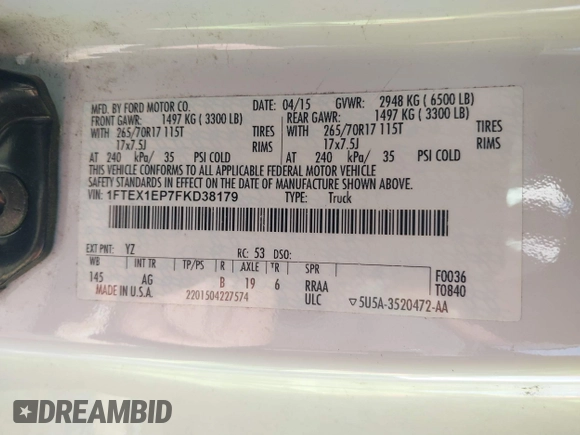 MFD. BY FORD MOTOR CO. DATE: 04/15 GVWR: 2948 KG ( 6500 LB)
FRONT GAWR: 1497 KG ( 3300 LB) REAR GAWR: 1497 KG ( 3300 LB)
WITH 265/70R17 115T TIRES WITH 265/70R17 115T TIRES
17x7.5J RIMS 17x7.5J RIMS
AT 240 kPa/ 35 PSI COLD AT 240 kPa/ 35 PSI COLD
THIS VEHICLE CONFORMS TO ALL APPLICABLE FEDERAL MOTOR VEHICLE
SAFETY STANDARDS IN EFFECT ON THE DATE OF MANUFACTURE SHOWN ABOVE.
VIN: 1FTEX1EP7FKD38179 TYPE: Truck
EXT PNT: YZ RC: 53 DSO:
WB INT TR TP/PS R AXLE TR SPR F0036
145 AG B 19 6 RRAA T0840
MADE IN U.S.A. 2201504227574 ULC 5U5A-3520472-AA
DREAMBID